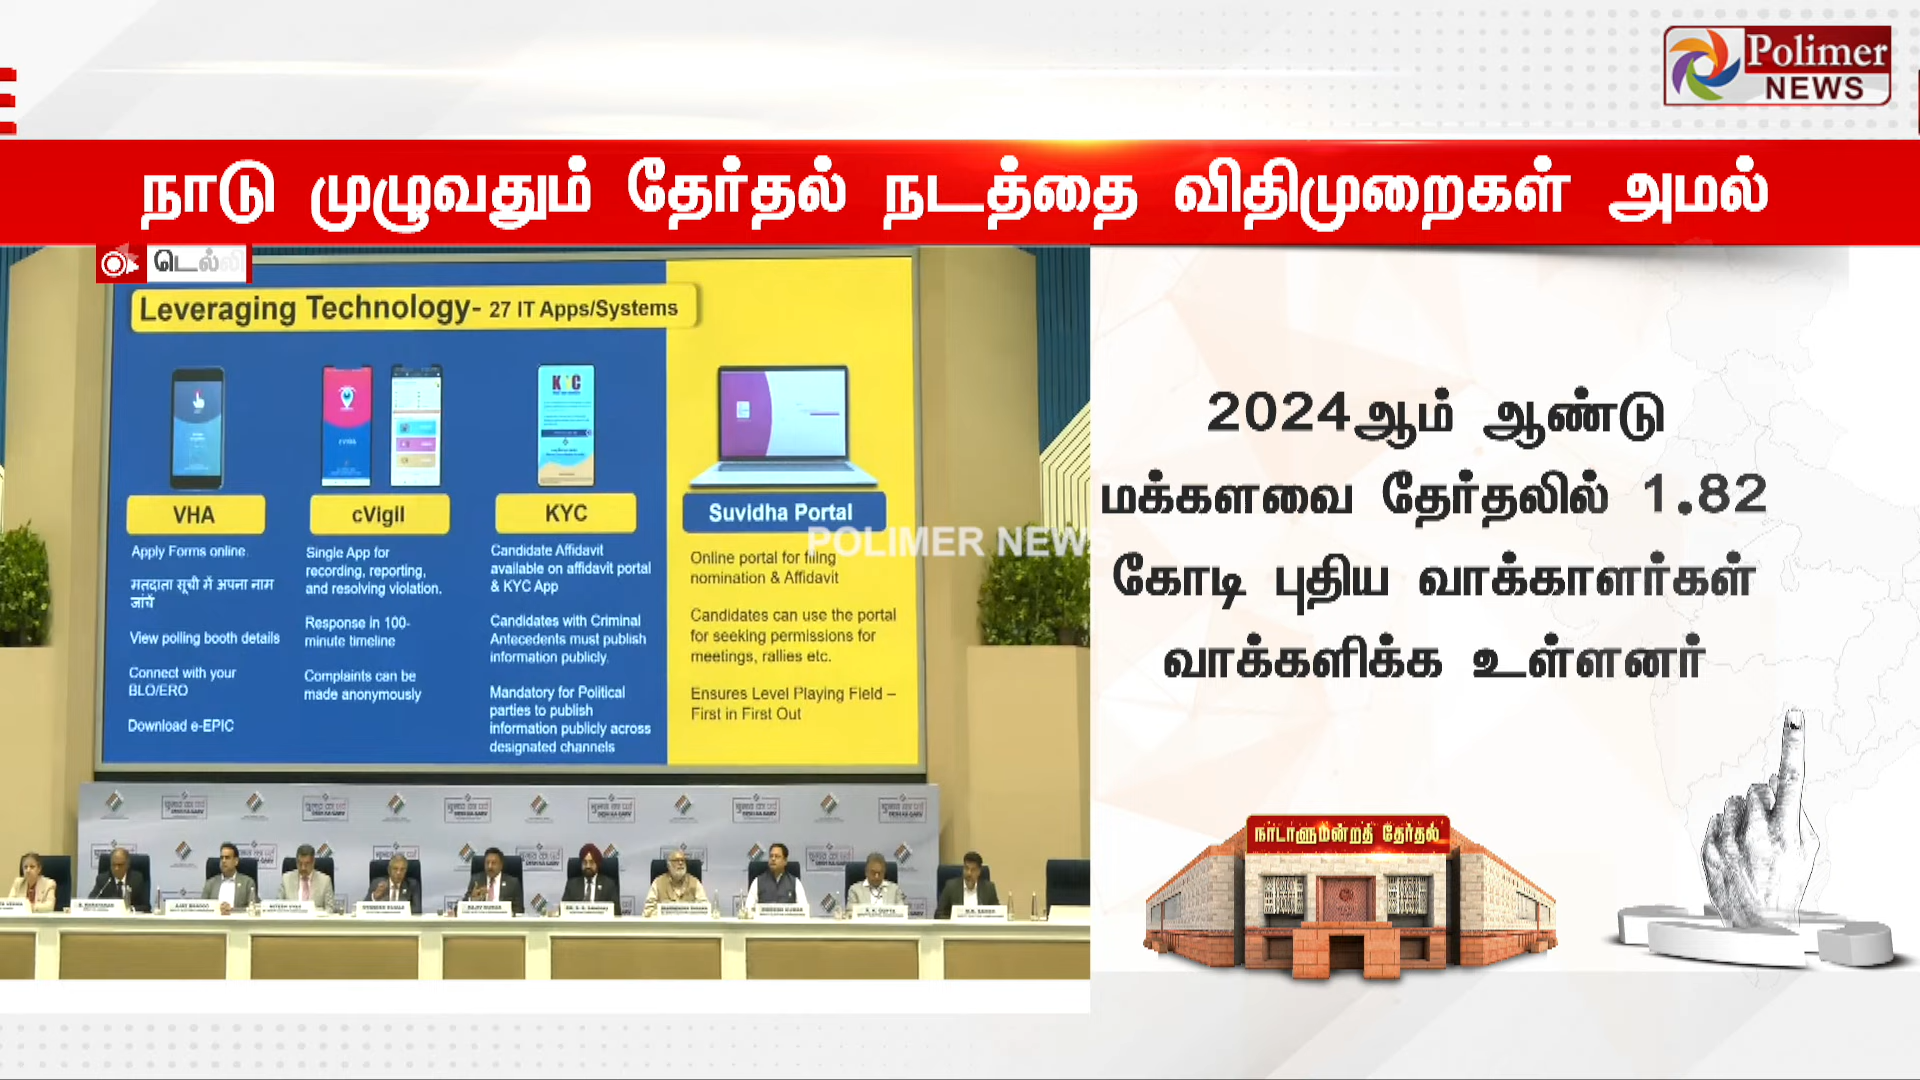 Polimer
NEWS
நாடு முழுவதும் தேர்தல் நடத்தை விதிமுறைகள் அமல்
டெல்லி
Leveraging Technology- 27 IT Apps/Systems
KYC
VHA
Apply Forms online.
मतदाता सूची में अपना नाम
जांचें
View polling booth details
Connect with your
BLO/ERO
Download e-EPIC
cVigil
Single App for
recording, reporting,
and resolving violation.
Response in 100-
minute timeline
Complaints can be
made anonymously
KYC
Candidate Affidavit
available on affidavit portal
& KYC App
Candidates with Criminal
Antecedents must publish
information publicly.
Mandatory for Political
parties to publish
information publicly across
designated channels
Suvidha Portal
Online portal for filing
nomination & Affidavit
Candidates can use the portal
for seeking permissions for
meetings, rallies etc.
Ensures Level Playing Field –
First in First Out
POLIMER NEWS
2024ஆம் ஆண்டு
மக்களவை தேர்தலில் 1.82
கோடி புதிய வாக்காளர்கள்
வாக்களிக்க உள்ளனர்
நாடாளுமன்றத் தேர்தல்